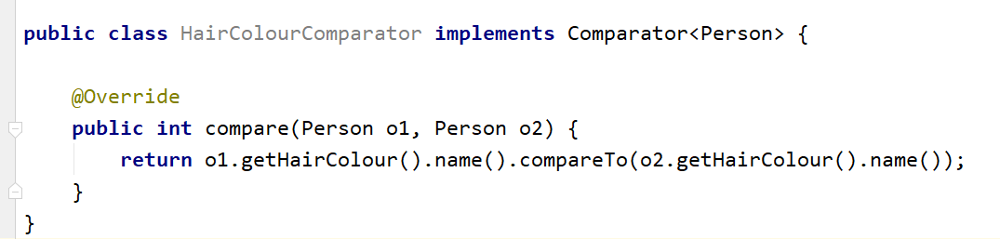 public class HairColourComparator implements Comparator<Person> {
@Override
public int compare(Person o1, Person o2) {
return o1.getHairColour().name().compareTo(o2.getHairColour().name());
}
}